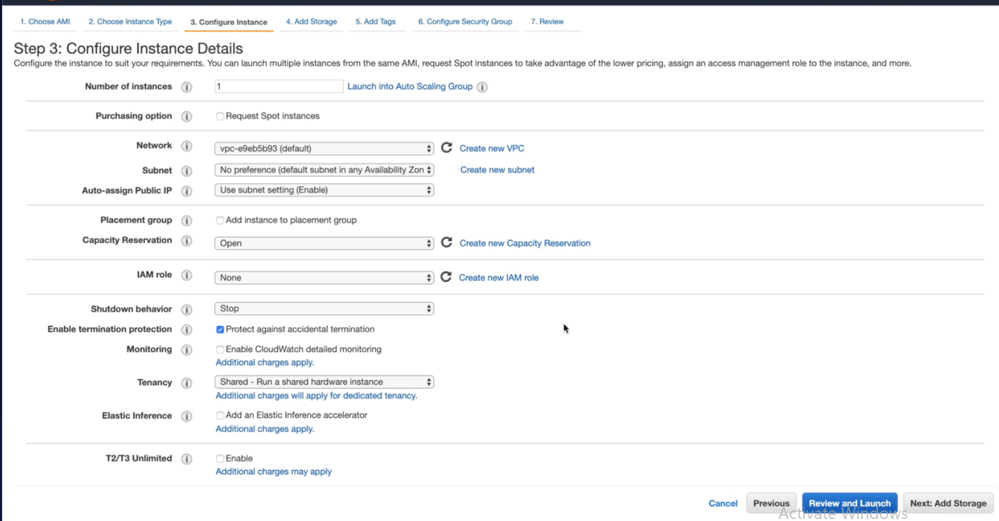 1. Choose AMI 2. Choose Instance Type 3. Configure Instance 4. Add Storage 5. Add Tags 6. Configure Security Group 7. Review
Step 3: Configure Instance Details
Configure the instance to suit your requirements. You can launch multiple instances from the same AMI, request Spot instances to take advantage of the lower pricing, assign an access management role to the instance, and more.
Number of instances i 1 Launch into Auto Scaling Group i
Purchasing option i Request Spot instances
Network i vpc-e9eb5b93 (default) Create new VPC
Subnet i No preference (default subnet in any Availability Zon Create new subnet
Auto-assign Public IP i Use subnet setting (Enable)
Placement group i Add instance to placement group
Capacity Reservation i Open Create new Capacity Reservation
IAM role i None Create new IAM role
Shutdown behavior i Stop
Enable termination protection i Protect against accidental termination
Monitoring i Enable CloudWatch detailed monitoring
Additional charges apply.
Tenancy i Shared - Run a shared hardware instance
Additional charges will apply for dedicated tenancy.
Elastic Inference i Add an Elastic Inference accelerator
Additional charges apply.
T2/T3 Unlimited i Enable
Additional charges may apply
Cancel Previous Review and Launch Next: Add Storage
Activate Windows